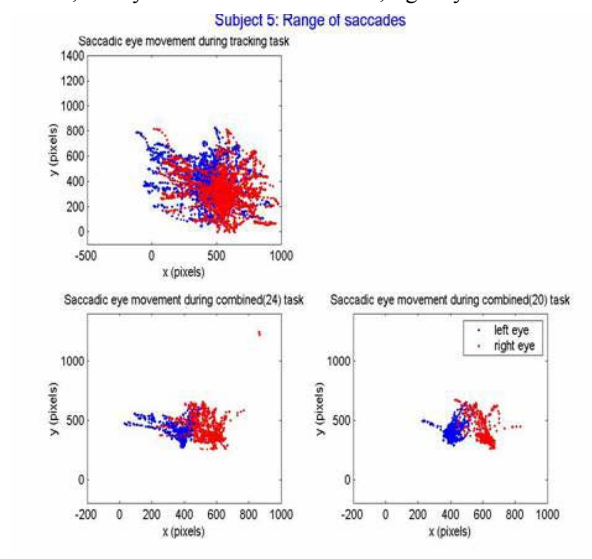 Subject 5: Range of saccades
Saccadic eye movement during tracking task
1400
1200
1000
800
600
400
200
0
y (pixels)
-500 0 500 1000
x (pixels)
Saccadic eye movement during combined(24) task
1000
500
0
y (pixels)
-200 0 200 400 600 800 1000
x (pixels)
Saccadic eye movement during combined(20) task
left eye
right eye
1000
500
0
y (pixels)
-200 0 200 400 600 800 1000
x (pixels)